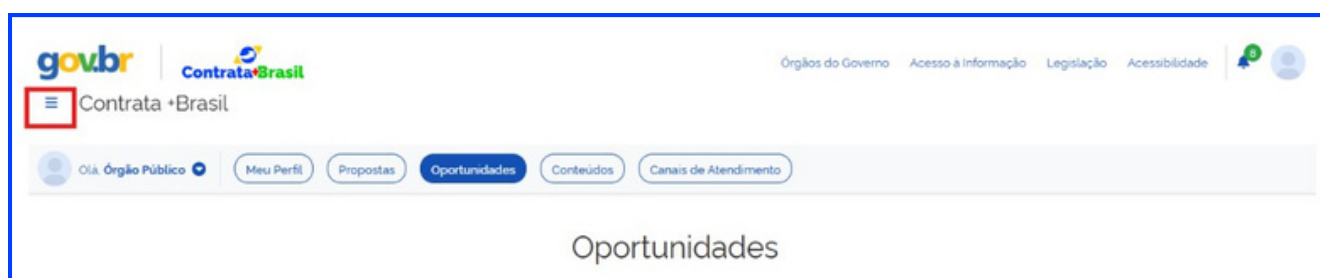 gov.br
Contrata+Brasil
Órgãos do Governo Acesso à Informação Legislação Acessibilidade 8
Contrata +Brasil
Olá, Órgão Público Meu Perfil Propostas Oportunidades Conteúdos Canais de Atendimento
Oportunidades